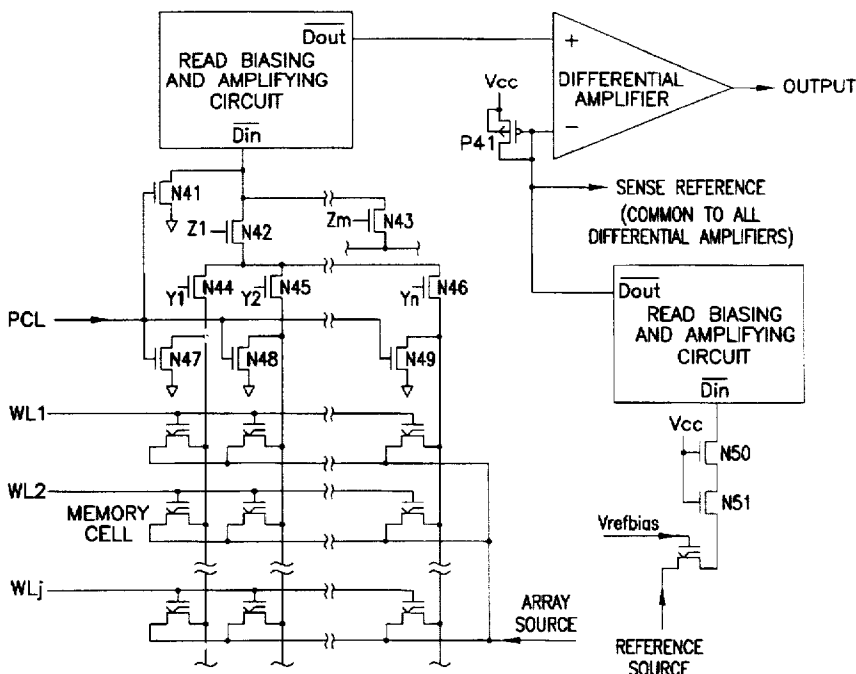 Dout
READ BIASING
AND AMPLIFYING
CIRCUIT
Din
+
DIFFERENTIAL
AMPLIFIER
−
OUTPUT
Vcc
P41
SENSE REFERENCE
(COMMON TO ALL
DIFFERENTIAL AMPLIFIERS)
N41
Z1
N42
Zm
N43
Y1
N44
Y2
N45
Yn
N46
PCL
N47
N48
N49
Dout
READ BIASING
AND AMPLIFYING
CIRCUIT
Din
Vcc
N50
N51
Vrefbias
WL1
WL2
MEMORY
CELL
WLj
ARRAY
SOURCE
REFERENCE
SOURCE